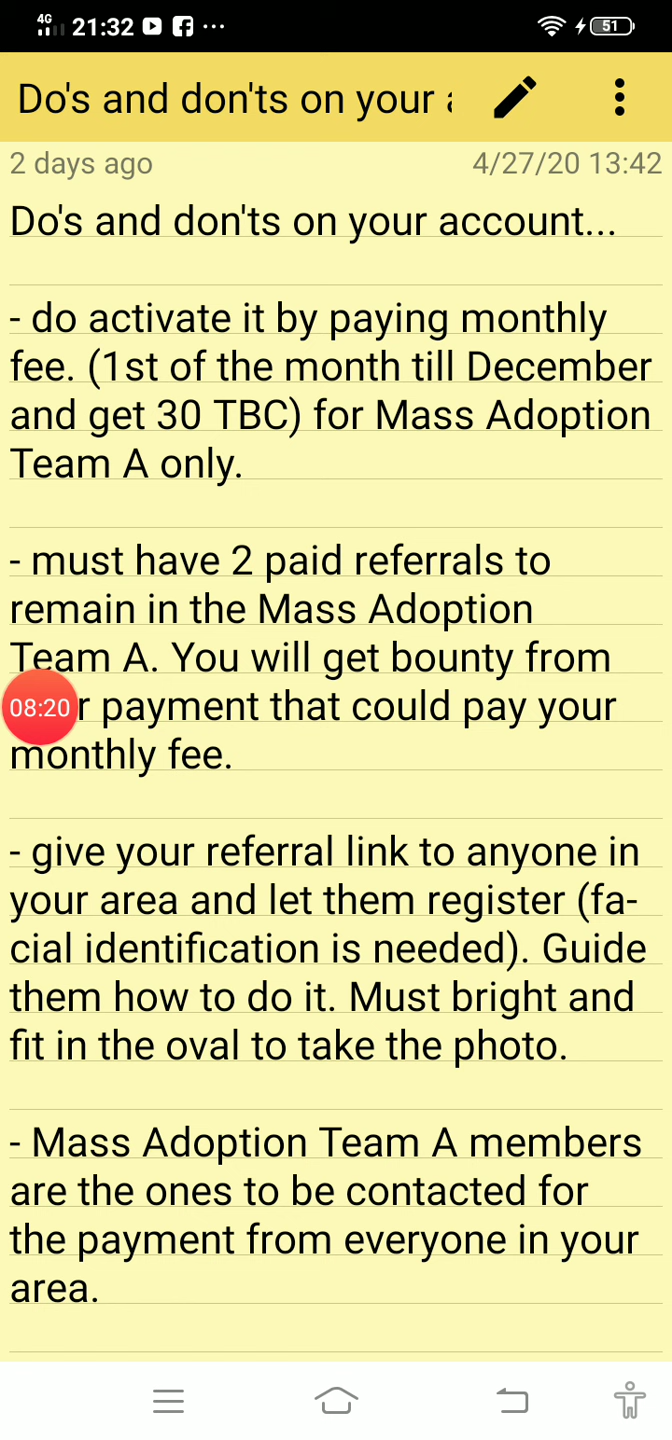 4G 21:32 ... 51
Do's and don'ts on your
2 days ago 4/27/20 13:42
Do's and don'ts on your account...
- do activate it by paying monthly
fee. (1st of the month till December
and get 30 TBC) for Mass Adoption
Team A only.
- must have 2 paid referrals to
remain in the Mass Adoption
Team A. You will get bounty from
08:20 r payment that could pay your
monthly fee.
- give your referral link to anyone in
your area and let them register (fa-
cial identification is needed). Guide
them how to do it. Must bright and
fit in the oval to take the photo.
- Mass Adoption Team A members
are the ones to be contacted for
the payment from everyone in your
area.